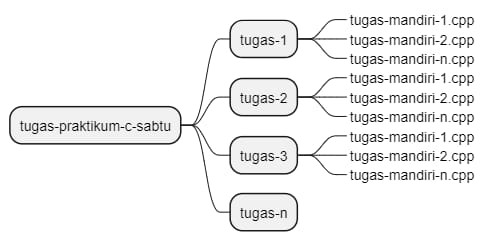 tugas-praktikum-c-sabtu
tugas-1
tugas-mandiri-1.cpp
tugas-mandiri-2.cpp
tugas-mandiri-n.cpp
tugas-2
tugas-mandiri-1.cpp
tugas-mandiri-2.cpp
tugas-mandiri-n.cpp
tugas-3
tugas-mandiri-1.cpp
tugas-mandiri-2.cpp
tugas-mandiri-n.cpp
tugas-n